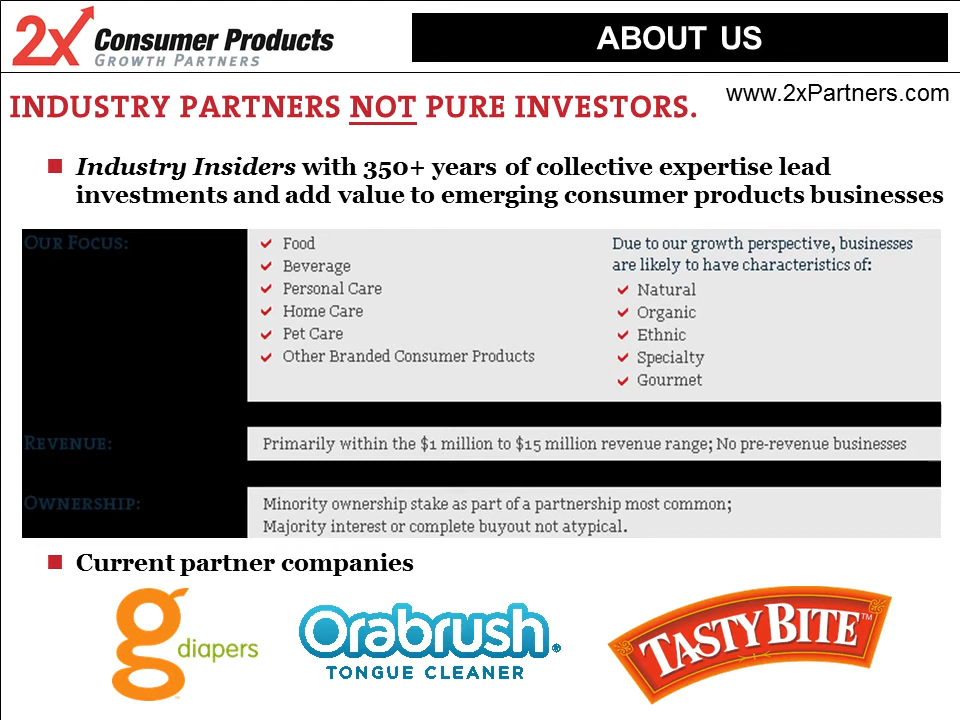 2x Consumer Products
Growth Partners
ABOUT US
www.2xPartners.com
INDUSTRY PARTNERS NOT PURE INVESTORS.
Industry Insiders with 350+ years of collective expertise lead
investments and add value to emerging consumer products businesses
OUR FOCUS:
Food
Beverage
Personal Care
Home Care
Pet Care
Other Branded Consumer Products
Due to our growth perspective, businesses
are likely to have characteristics of:
Natural
Organic
Ethnic
Specialty
Gourmet
REVENUE:
Primarily within the $1 million to $15 million revenue range; No pre-revenue businesses
OWNERSHIP:
Minority ownership stake as part of a partnership most common;
Majority interest or complete buyout not atypical.
Current partner companies
g diapers
Orabrush®
TONGUE CLEANER
TASTY BITE™